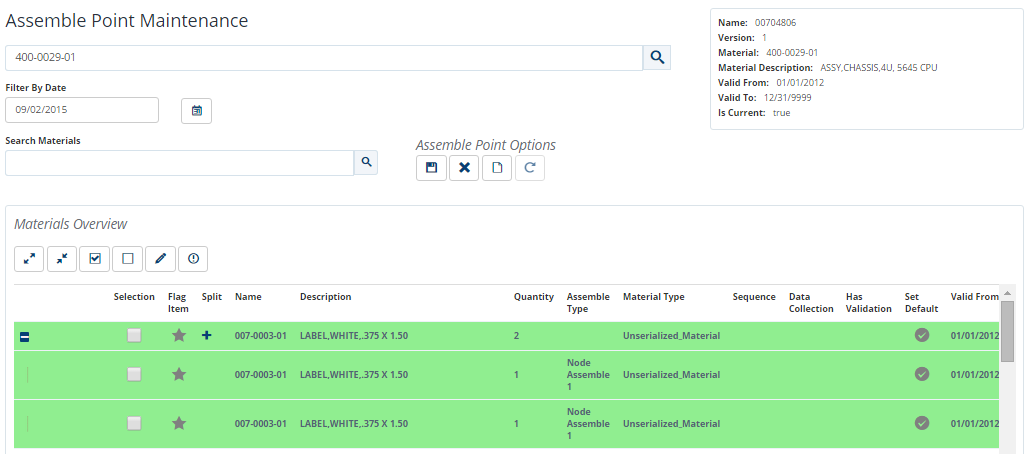 Assemble Point Maintenance
400-0029-01
Filter By Date
09/02/2015
Search Materials
Assemble Point Options
Name: 00704806
Version: 1
Material: 400-0029-01
Material Description: ASSY,CHASSIS,4U, 5645 CPU
Valid From: 01/01/2012
Valid To: 12/31/9999
Is Current: true
Materials Overview
Selection Flag Item Split Name Description Quantity Assemble Type Material Type Sequence Data Collection Has Validation Set Default Valid From
007-0003-01 LABEL,WHITE,.375 X 1.50 2 Unserialized_Material 01/01/2012
007-0003-01 LABEL,WHITE,.375 X 1.50 1 Node Assemble 1 Unserialized_Material 01/01/2012
007-0003-01 LABEL,WHITE,.375 X 1.50 1 Node Assemble 1 Unserialized_Material 01/01/2012